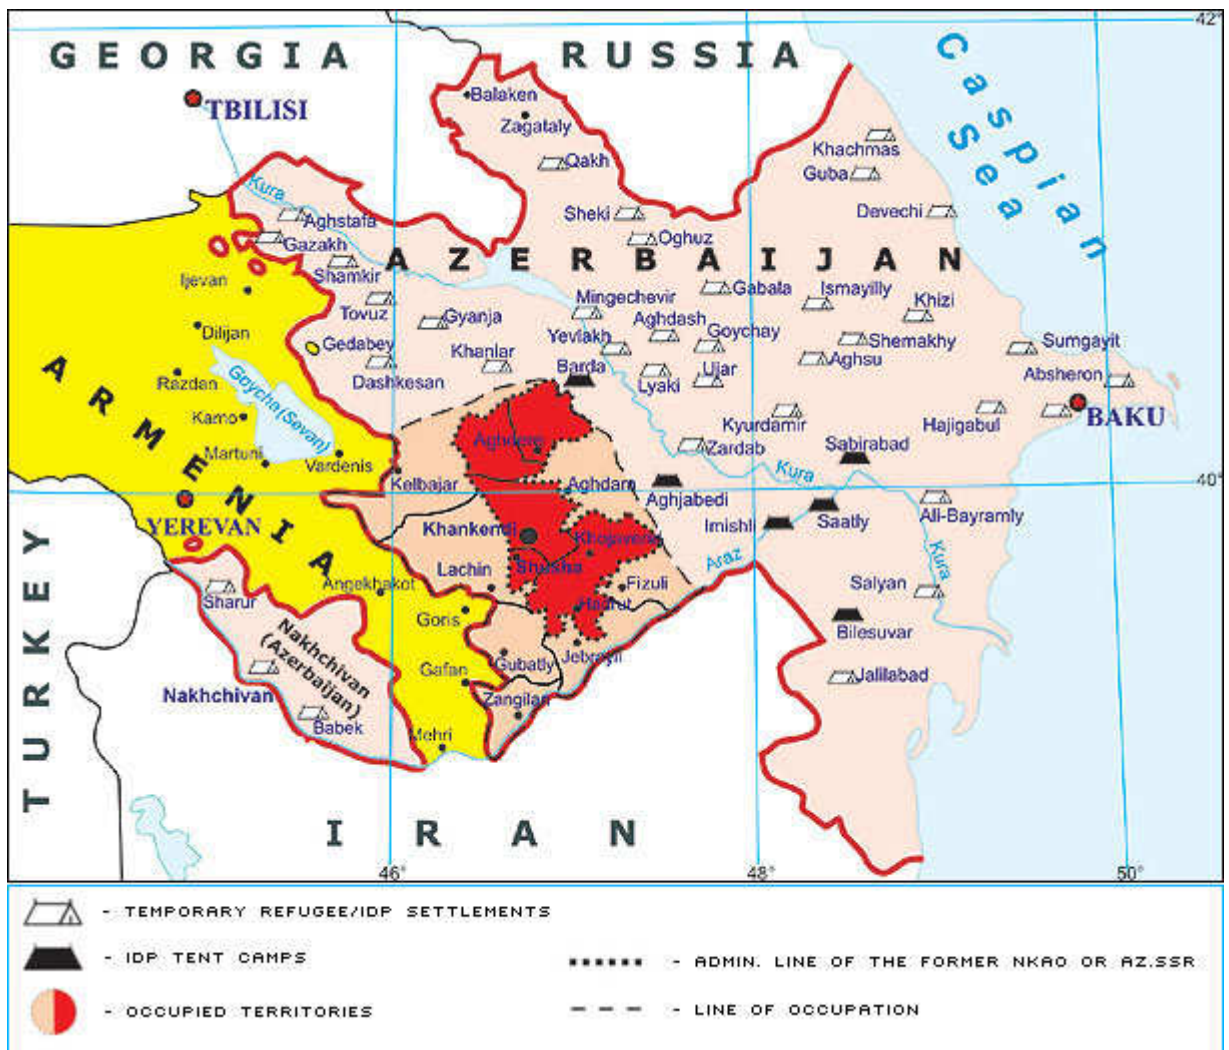 GEORGIA
RUSSIA
42°
Caspian
Sea
TBILISI
Balaken
Zagataly
Qakh
Khachmas
Guba
Kura
Aghstafa
Gazakh
Sheki
Oghuz
Devechi
AZERBAIJAN
Ijevan
Shamkir
Tovuz
Gyanja
Mingechevir
Gabala
Ismayilly
Khizi
Dilijan
Gedabey
Khanlar
Yevlakh
Aghdash
Goychay
Shemakhy
Sumgayit
ARMENIA
Razdan
Goycha(Sevan)
Dashkesan
Barda
Lyaki
Ujar
Aghsu
Absheron
Kamo
Kyurdamir
Hajigabul
BAKU
Martuni
Vardenis
Aghdere
Zardab
Sabirabad
Kelbajar
Aghdam
Aghjabedi
Kura
40°
YEREVAN
Khankendi
Khojavend
Imishli
Saatly
Ali-Bayramly
TURKEY
Shusha
Araz
Kura
Angekhakot
Lachin
Fizuli
Salyan
Sharur
Goris
Hadrut
Bilesuvar
Nakhchivan
(Azerbaijan)
Gafan
Gubatly
Jebrayil
Jalilabad
Nakhchivan
Zangilan
Babek
Mehri
IRAN
46°
48°
50°
- TEMPORARY REFUGEE/IDP SETTLEMENTS
- IDP TENT CAMPS
- ADMIN. LINE OF THE FORMER NKAO OR AZ.SSR
- OCCUPIED TERRITORIES
- LINE OF OCCUPATION